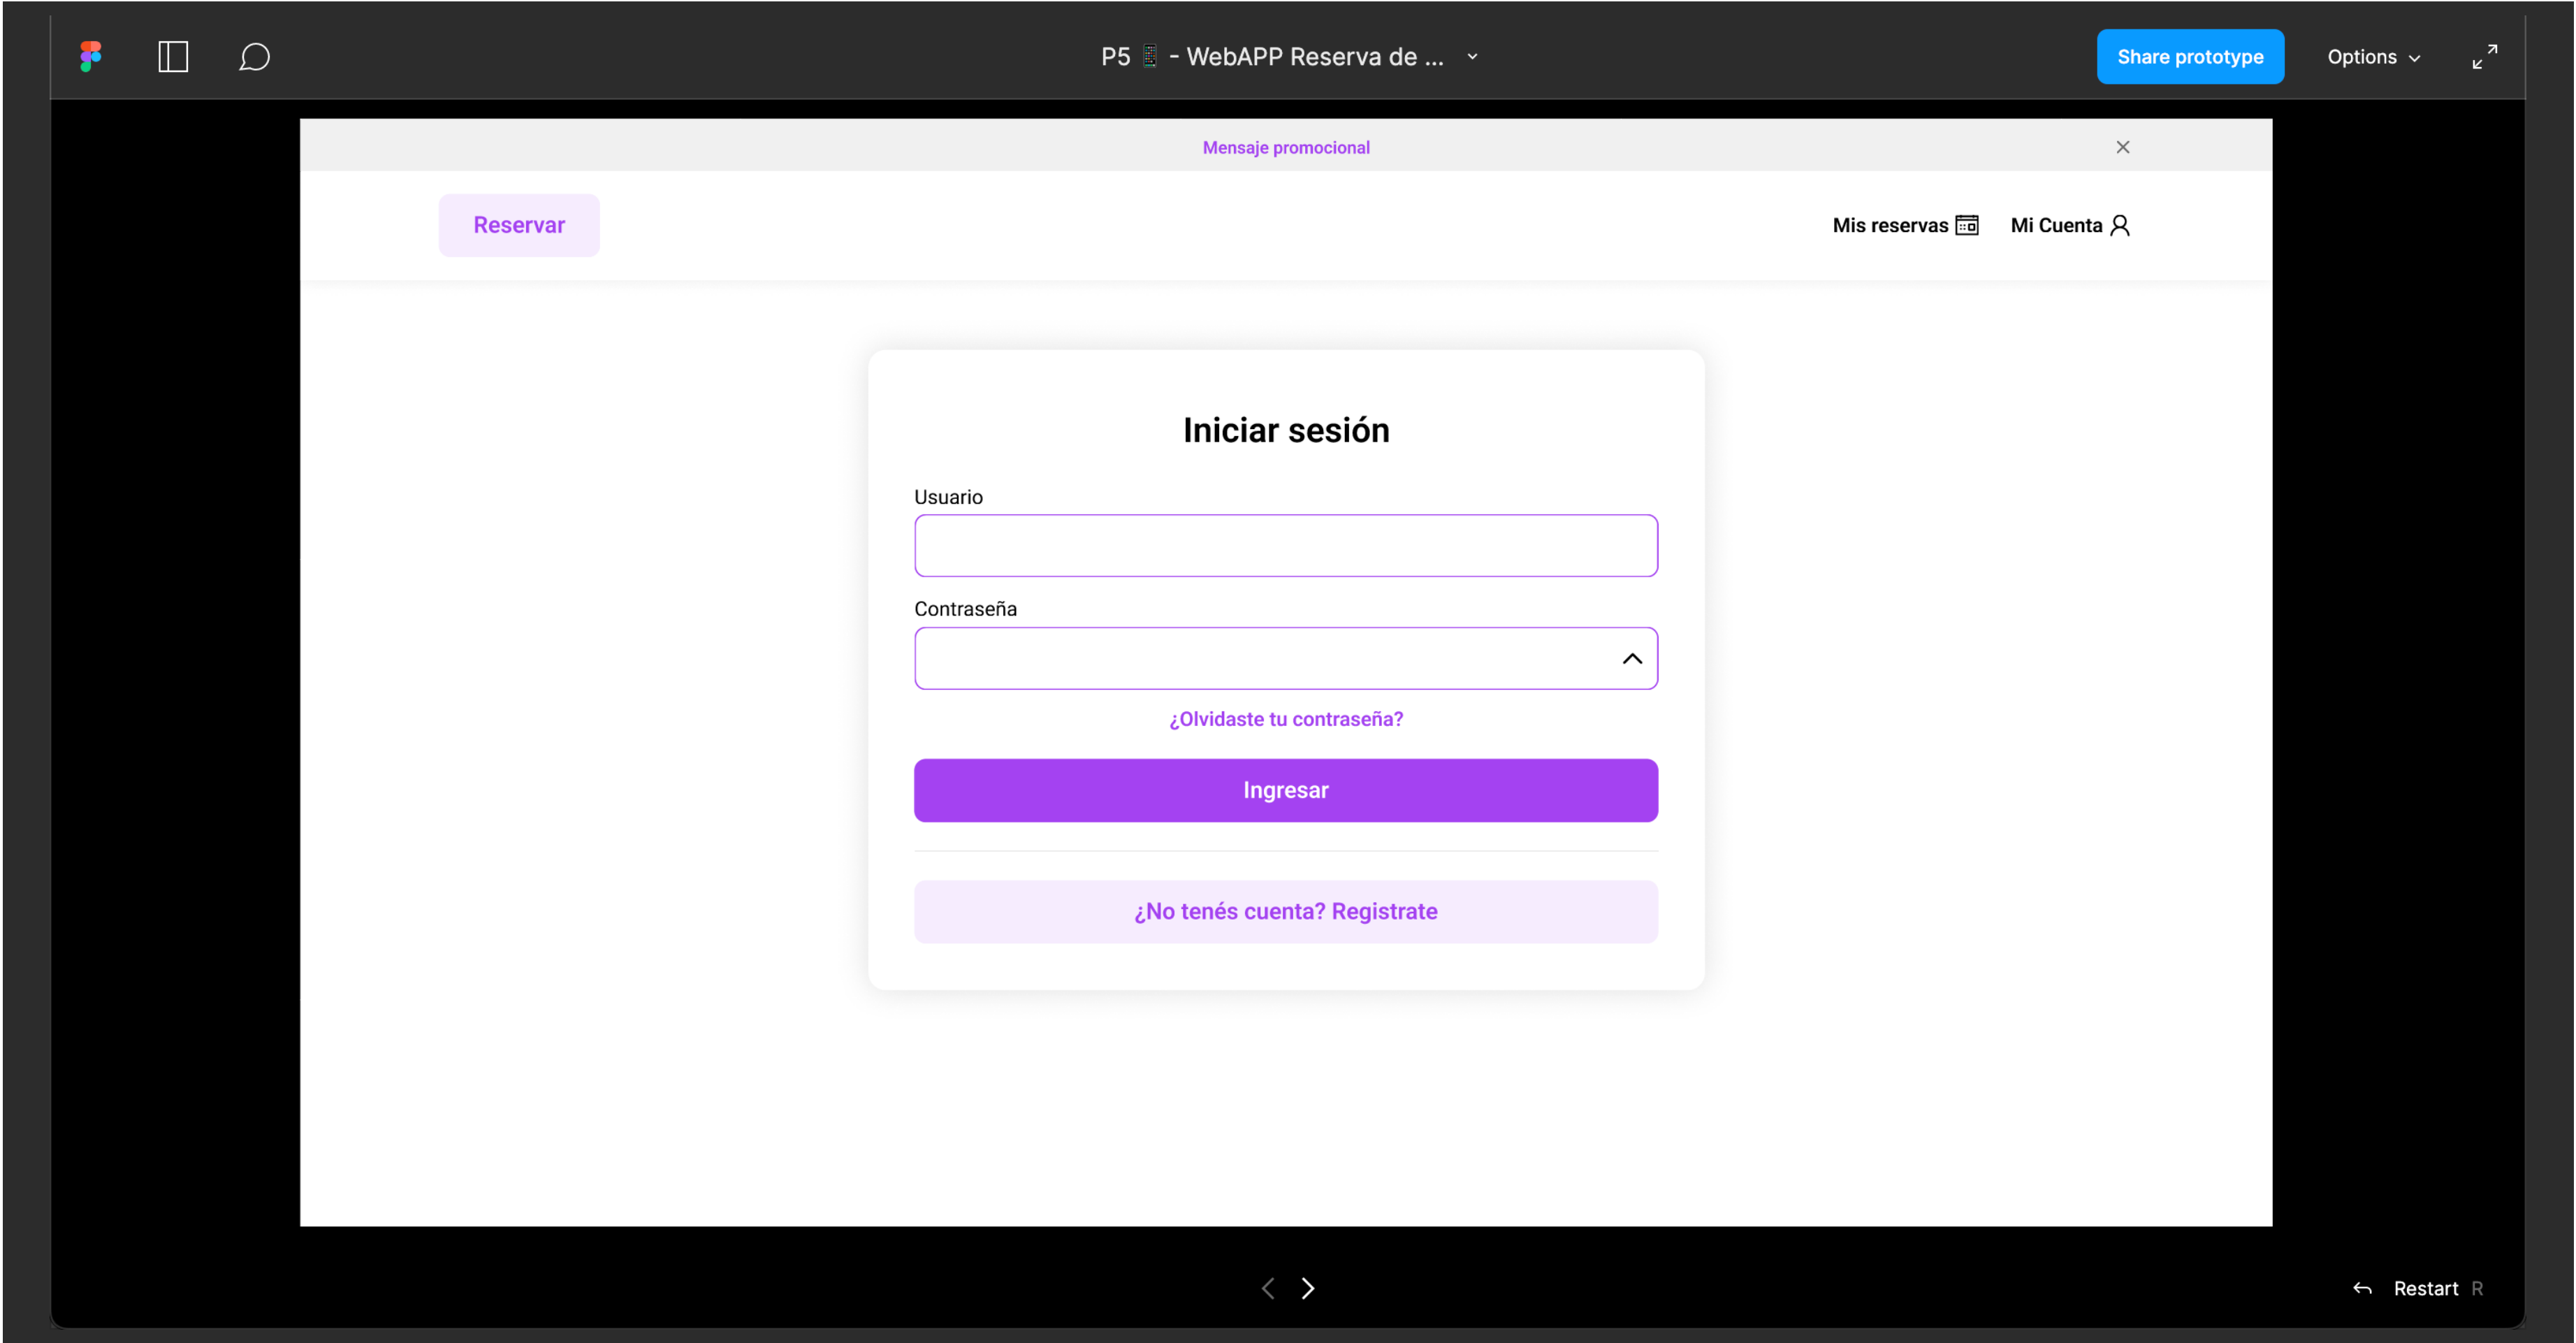 P5 📱 - WebAPP Reserva de ...
Share prototype
Options
Mensaje promocional
Reservar
Mis reservas
Mi Cuenta
Iniciar sesión
Usuario
Contraseña
¿Olvidaste tu contraseña?
Ingresar
¿No tenés cuenta? Registrate
Restart R